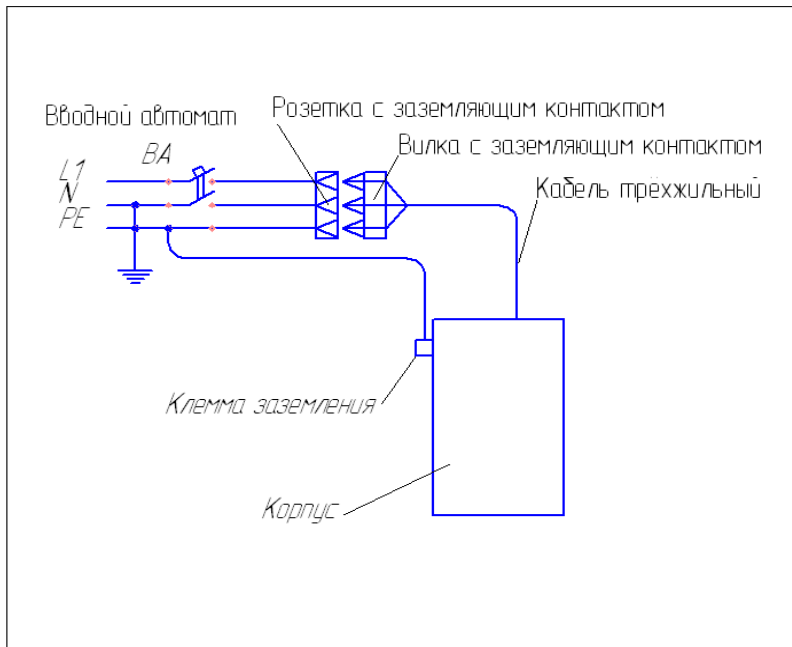 Вводной автомат
Розетка с заземляющим контактом
ВА
Вилка с заземляющим контактом
L1
N
PE
Кабель трёхжильный
Клемма заземления
Корпус